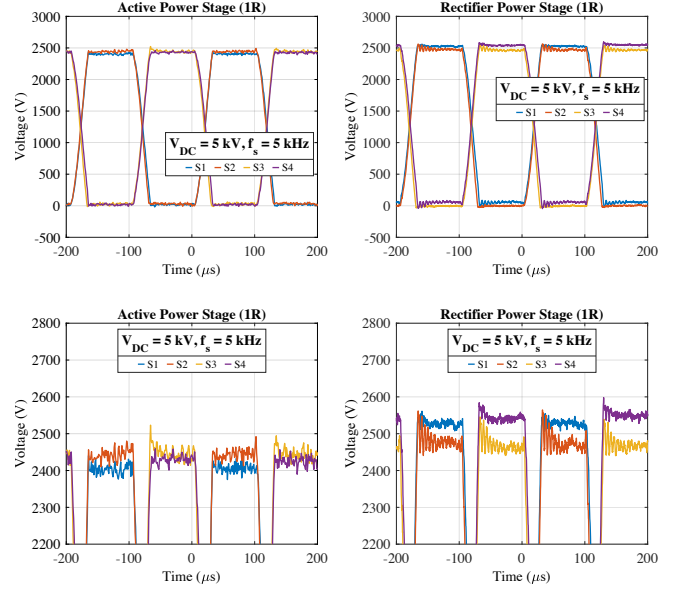 Active Power Stage (1R)
3000
2500
2000
1500
1000
500
0
-500
Voltage (V)
V_DC = 5 kV, f_s = 5 kHz
S1 S2 S3 S4
-200 -100 0 100 200
Time (μs)
Rectifier Power Stage (1R)
3000
2500
2000
1500
1000
500
0
-500
Voltage (V)
V_DC = 5 kV, f_s = 5 kHz
S1 S2 S3 S4
-200 -100 0 100 200
Time (μs)
Active Power Stage (1R)
2800
2700
2600
2500
2400
2300
2200
Voltage (V)
V_DC = 5 kV, f_s = 5 kHz
S1 S2 S3 S4
-200 -100 0 100 200
Time (μs)
Rectifier Power Stage (1R)
2800
2700
2600
2500
2400
2300
2200
Voltage (V)
V_DC = 5 kV, f_s = 5 kHz
S1 S2 S3 S4
-200 -100 0 100 200
Time (μs)